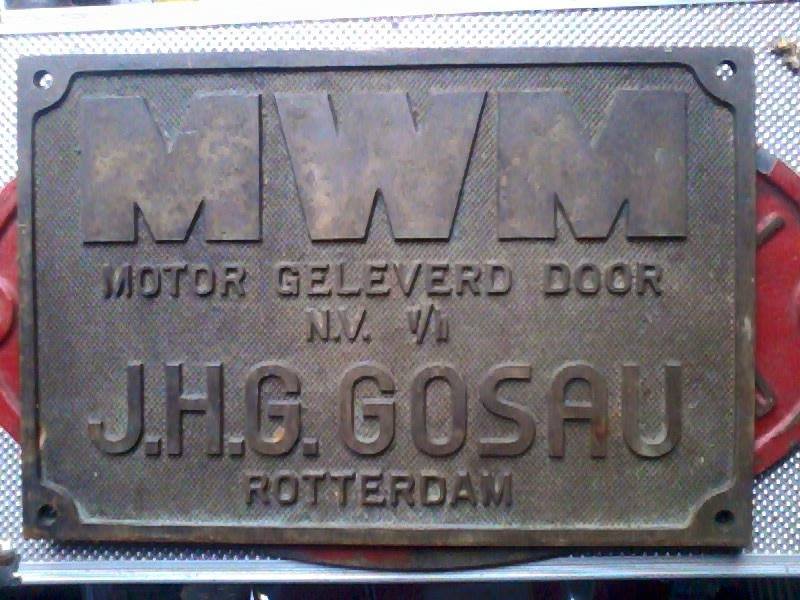 MWM
MOTOR GELEVERD DOOR
N.V. V/H
J.H.G. GOSAU
ROTTERDAM